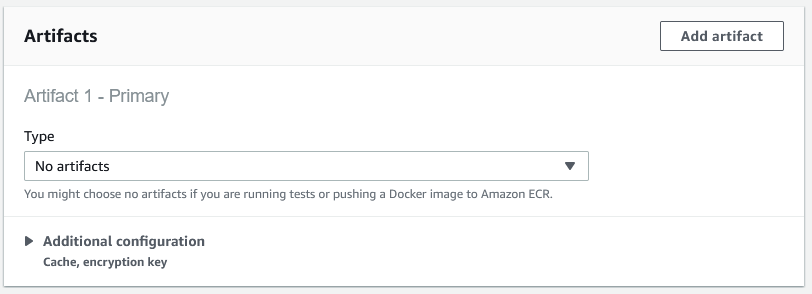 Artifacts
Add artifact
Artifact 1 - Primary
Type
No artifacts
You might choose no artifacts if you are running tests or pushing a Docker image to Amazon ECR.
Additional configuration
Cache, encryption key